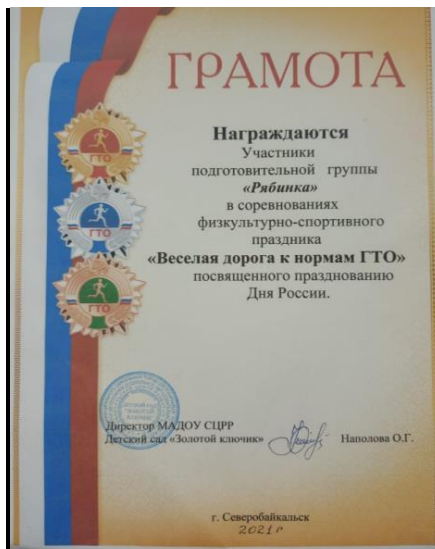 ГРАМОТА
Награждаются
Участники
подготовительной группы
«Рябинка»
в соревнованиях
физкультурно-спортивного
праздника
«Веселая дорога к нормам ГТО»
посвященного празднованию
Дня России.
ГТО
ГТО
ГТО
Директор МАДОУ СЦРР
Детский сад «Золотой ключик» Наполова О.Г.
г. Северобайкальск
2021 г